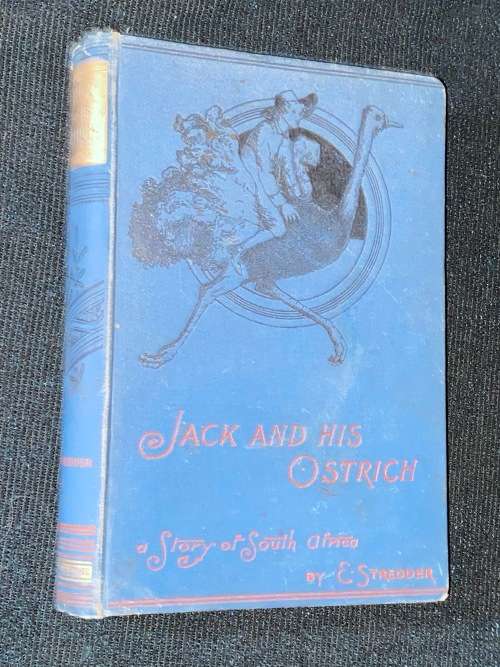 JACK AND HIS
OSTRICH
a Story of South Africa
BY E. STREDDER